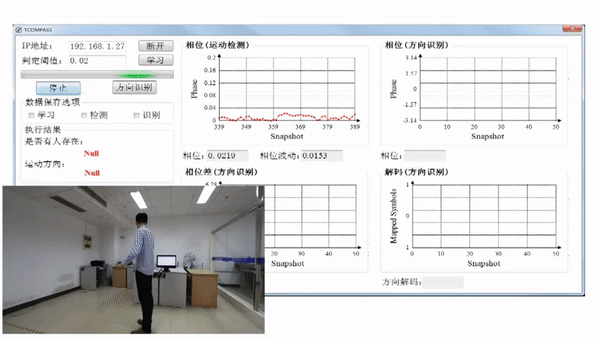 TCOMPASS
IP地址： 192.168.1.27 断开
判定阈值： 0.02 学习
停止 方向识别
数据保存选项
学习 检测 识别
执行结果
是否有人存在：
Null
运动方向：
Null
相位(运动检测)
Phase
0.2
0.16
0.12
0.08
0.04
0
339 349 359 369 379 389
Snapshot
相位： 0.0219 相位波动： 0.0153
相位(方向识别)
Phase
3.14
1.57
0
-1.27
-3.14
0 10 20 30 40 50
Snapshot
相位：
相位差(方向识别)
6.28
20 30 40 50
Snapshot
解码(方向识别)
Mapped Symbols
1
-1
0 10 20 30 40 50
Snapshot
方向解码：